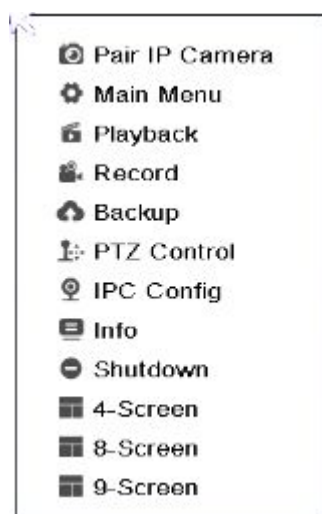 Pair IP Camera
Main Menu
Playback
Record
Backup
PTZ Control
IPC Config
Info
Shutdown
4-Screen
8-Screen
9-Screen